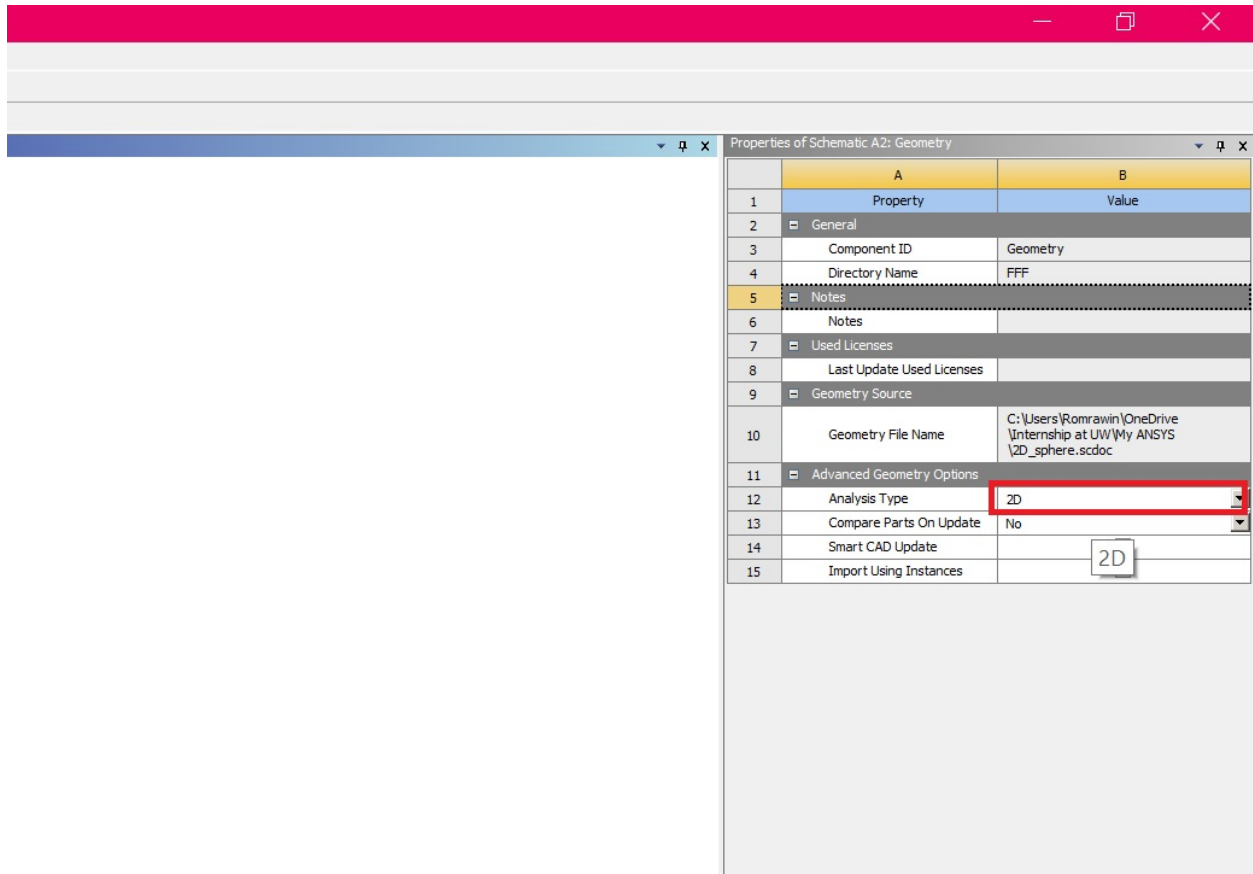 Properties of Schematic A2: Geometry
A B
1 Property Value
2 General
3 Component ID Geometry
4 Directory Name FFF
5 Notes
6 Notes
7 Used Licenses
8 Last Update Used Licenses
9 Geometry Source
10 Geometry File Name C:\Users\Romrawin\OneDrive
\Internship at UW\My ANSYS
\2D_sphere.scdoc
11 Advanced Geometry Options
12 Analysis Type 2D
13 Compare Parts On Update No
14 Smart CAD Update
2D
15 Import Using Instances